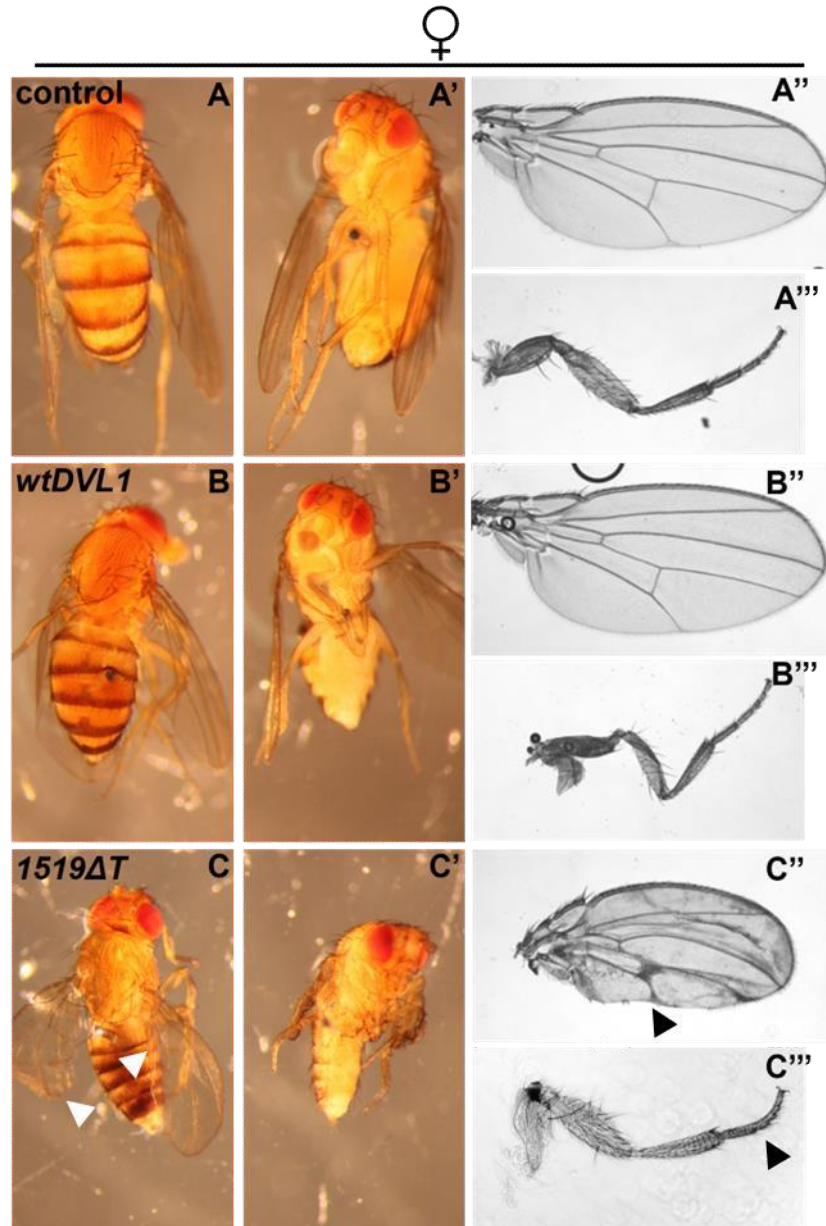 ♀
control A A’ A’’
A’’’
wtDVL1 B B’ B’’
B’’’
1519ΔT C C’ C’’
C’’’